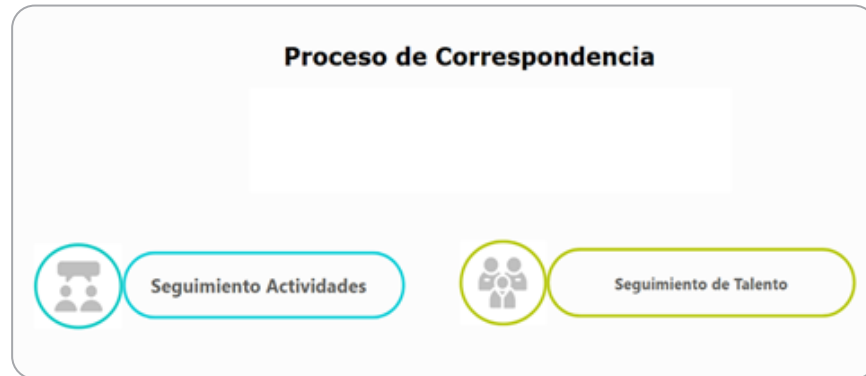 Proceso de Correspondencia
Seguimiento Actividades
Seguimiento de Talento